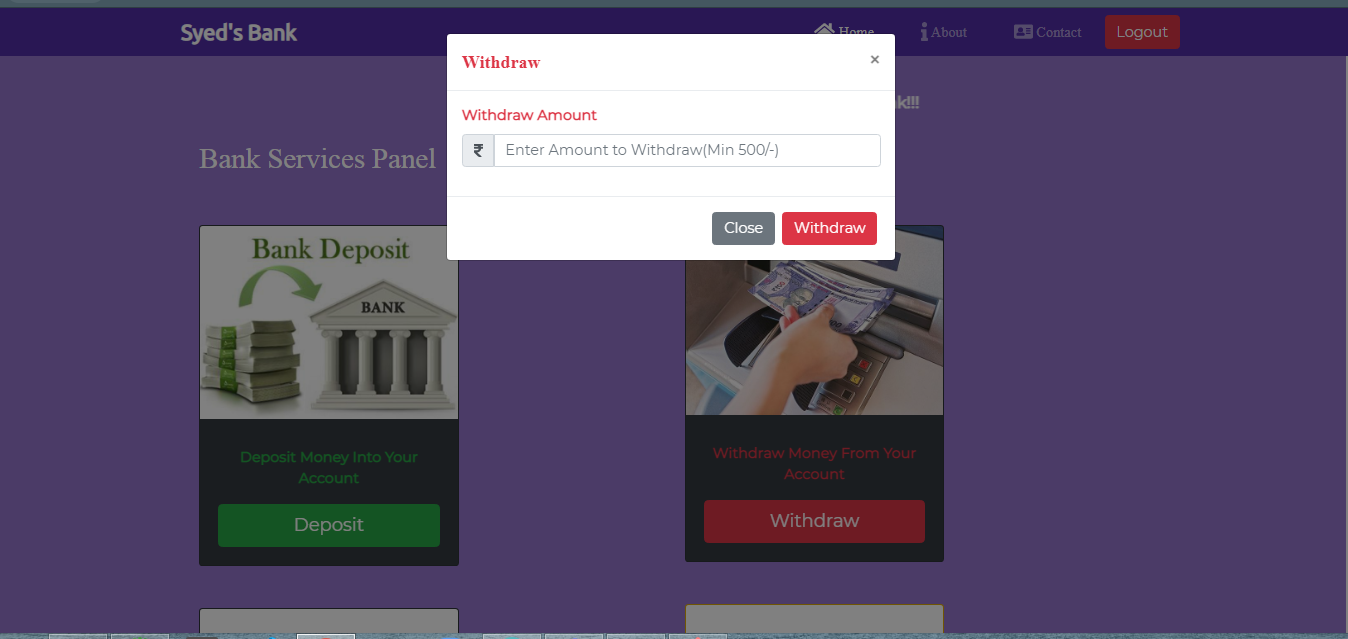 Syed's Bank
Home
About
Contact
Logout
Withdraw
×
k!!!
Withdraw Amount
₹
Enter Amount to Withdraw(Min 500/-)
Bank Services Panel
Close
Withdraw
Bank Deposit
BANK
Deposit Money Into Your
Account
Deposit
Withdraw Money From Your
Account
Withdraw